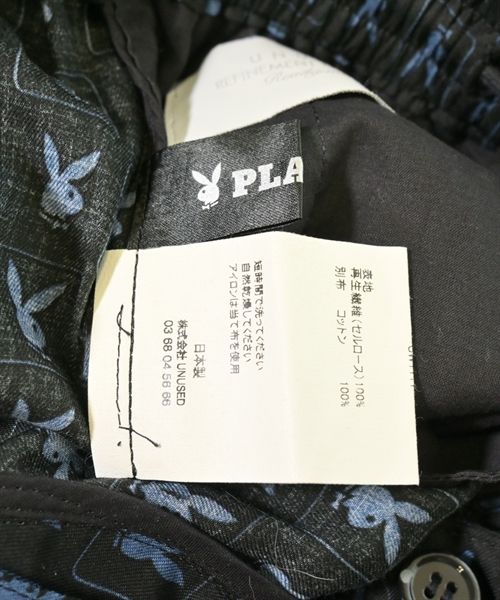 U N
REFINEMENT
PLA
表地
再生繊維(セルロース)100%
別布 コットン 100%
短時間で洗ってください
自然乾燥してください
アイロンは当て布を使用
日本製
株式会社 UNUSED
03 68 04 56 66